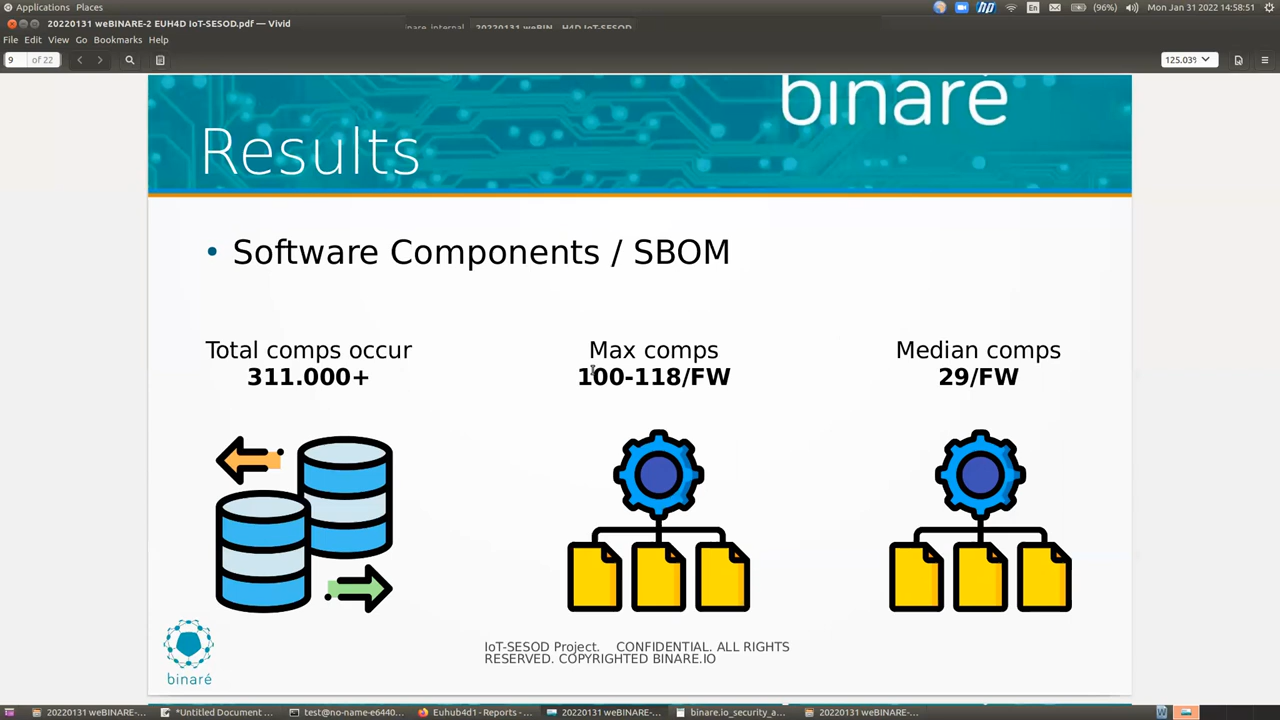 Applications Places
hp
En
(96%)
Mon Jan 31 2022 14:58:51
20220131 weBINARE-2 EUH4D IoT-SESOD.pdf — Vivid
File Edit View Go Bookmarks Help
9 of 22
125.03%
binaré
Results
• Software Components / SBOM
Total comps occur
311.000+
Max comps
100-118/FW
Median comps
29/FW
IoT-SESOD Project. CONFIDENTIAL. ALL RIGHTS
RESERVED. COPYRIGHTED BINARE.IO
binaré
20220131 weBINARE-...
*Untitled Document ...
test@no-name-e6440...
Euhub4d1 - Reports - ...
20220131 weBINARE-...
binare.io_security_a...
20220131 weBINARE-...